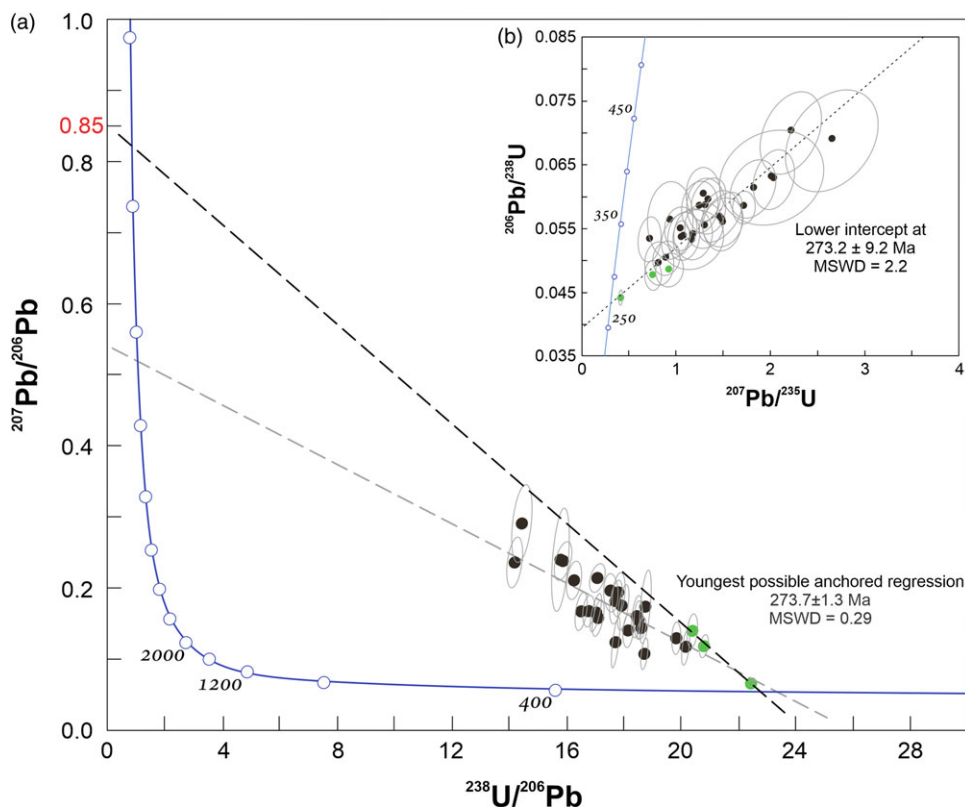 (a)
1.0
0.85
0.8
0.6
0.4
0.2
0.0
²⁰⁷Pb/²⁰⁶Pb
2000
1200
400
0 4 8 12 16 20 24 28
²³⁸U/²⁰⁶Pb
Youngest possible anchored regression
273.7±1.3 Ma
MSWD = 0.29
(b)
0.085
0.075
0.065
0.055
0.045
0.035
²⁰⁶Pb/²³⁸U
450
350
250
Lower intercept at
273.2 ± 9.2 Ma
MSWD = 2.2
0 1 2 3 4
²⁰⁷Pb/²³⁵U